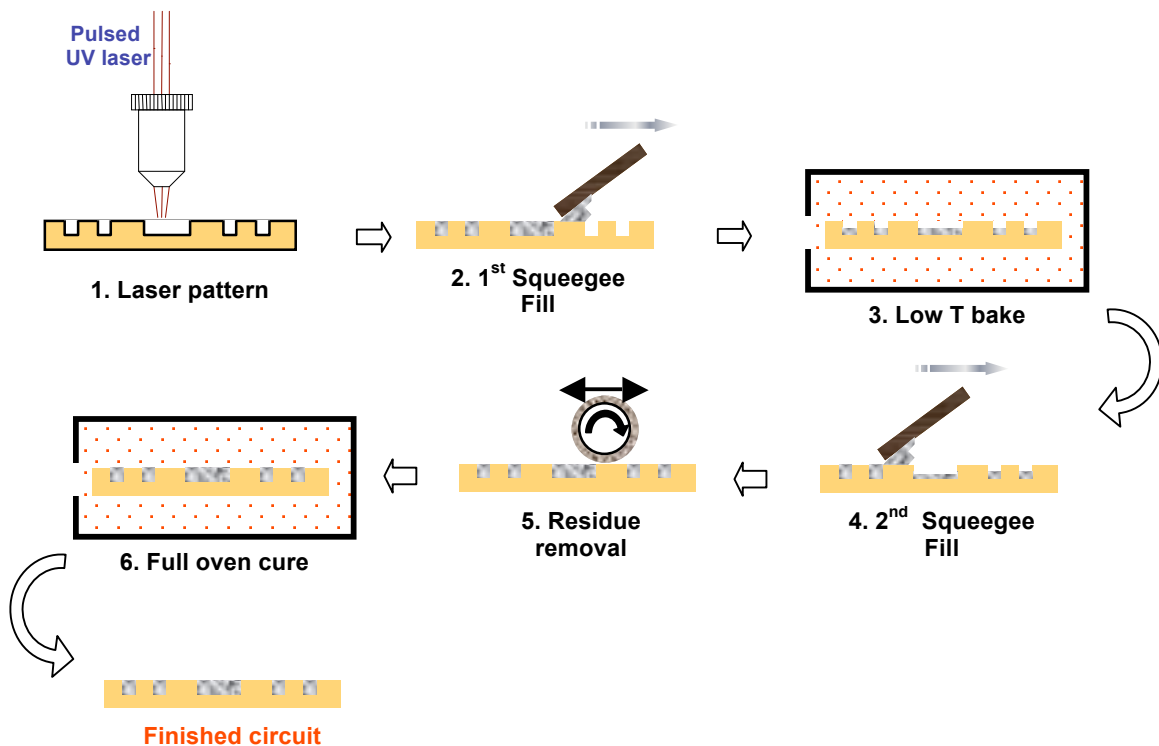 Pulsed
UV laser
1. Laser pattern
2. 1st Squeegee
Fill
3. Low T bake
4. 2nd Squeegee
Fill
5. Residue
removal
6. Full oven cure
Finished circuit